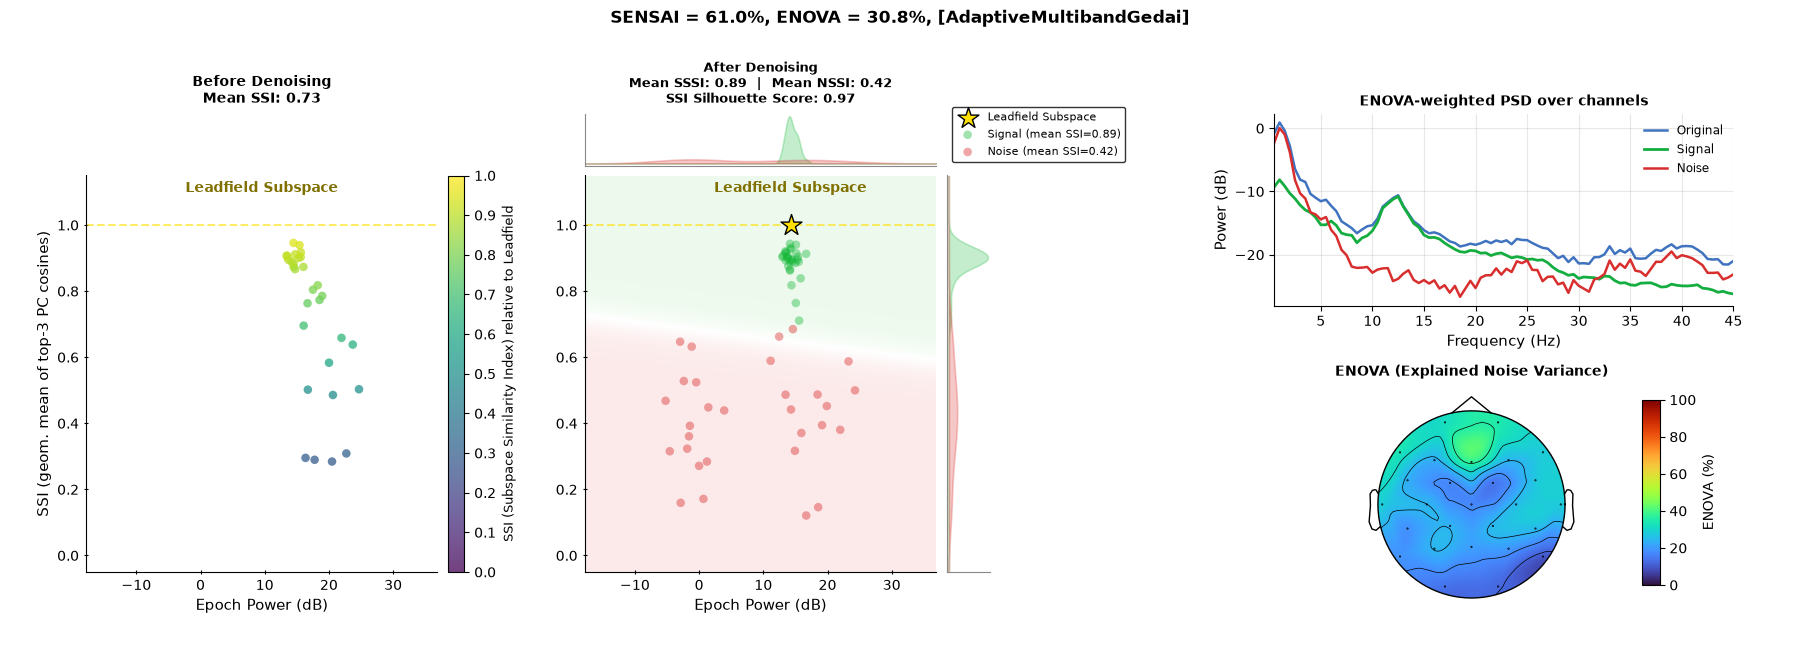 SENSAI = 61.0%, ENOVA = 30.8%, [AdaptiveMultibandGedai]
Before Denoising
Mean SSI: 0.73
Leadfield Subspace
SSI (geom. mean of top-3 PC cosines)
1.0
0.8
0.6
0.4
0.2
0.0
−10
0
10
20
30
Epoch Power (dB)
1.0
0.9
0.8
0.7
0.6
0.5
0.4
0.3
0.2
0.1
0.0
SSI (Subspace Similarity Index) relative to Leadfield
After Denoising
Mean SSSI: 0.89 | Mean NSSI: 0.42
SSI Silhouette Score: 0.97
Leadfield Subspace
Signal (mean SSI=0.89)
Noise (mean SSI=0.42)
Leadfield Subspace
1.0
0.8
0.6
0.4
0.2
0.0
−10
0
10
20
30
Epoch Power (dB)
ENOVA-weighted PSD over channels
Original
Signal
Noise
Power (dB)
0
−10
−20
5
10
15
20
25
30
35
40
45
Frequency (Hz)
ENOVA (Explained Noise Variance)
100
80
60
40
20
0
ENOVA (%)